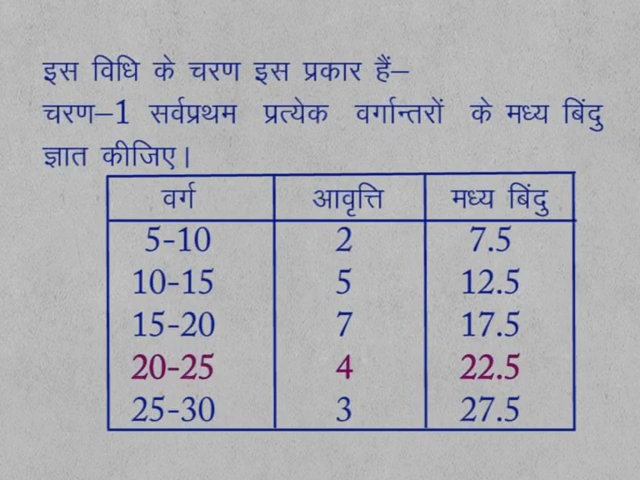 इस विधि के चरण इस प्रकार हैं–
चरण–1 सर्वप्रथम प्रत्येक वर्गान्तरों के मध्य बिंदु
ज्ञात कीजिए।
वर्ग आवृत्ति मध्य बिंदु
5-10 2 7.5
10-15 5 12.5
15-20 7 17.5
20-25 4 22.5
25-30 3 27.5